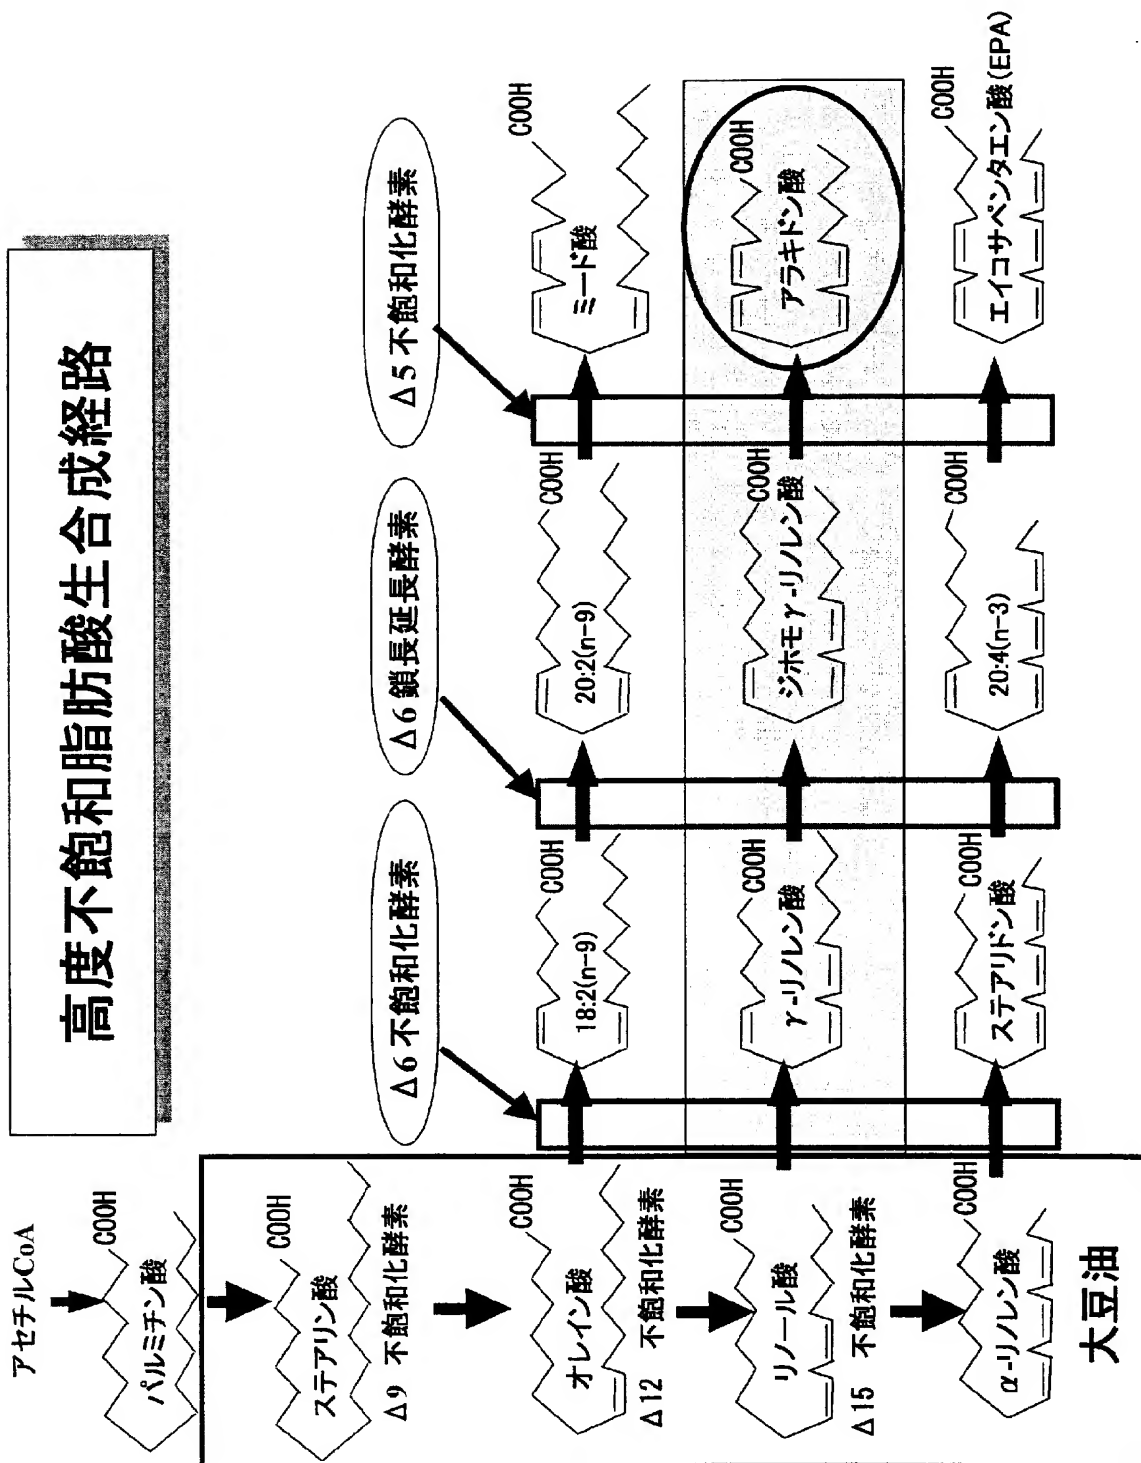 高度不飽和脂肪酸生合成経路
アセチルCoA
パルミチン酸
COOH
ステアリン酸
COOH
Δ9 不飽和化酵素
オレイン酸
COOH
Δ12 不飽和化酵素
リノール酸
COOH
Δ15 不飽和化酵素
α-リノレン酸
COOH
大豆油
Δ6不飽和化酵素
Δ6鎖長延長酵素
Δ5不飽和化酵素
18:2(n-9)
COOH
20:2(n-9)
COOH
ミード酸
COOH
γ-リノレン酸
COOH
ジホモγ-リノレン酸
COOH
アラキドン酸
COOH
ステアリドン酸
COOH
20:4(n-3)
COOH
エイコサペンタエン酸(EPA)
COOH